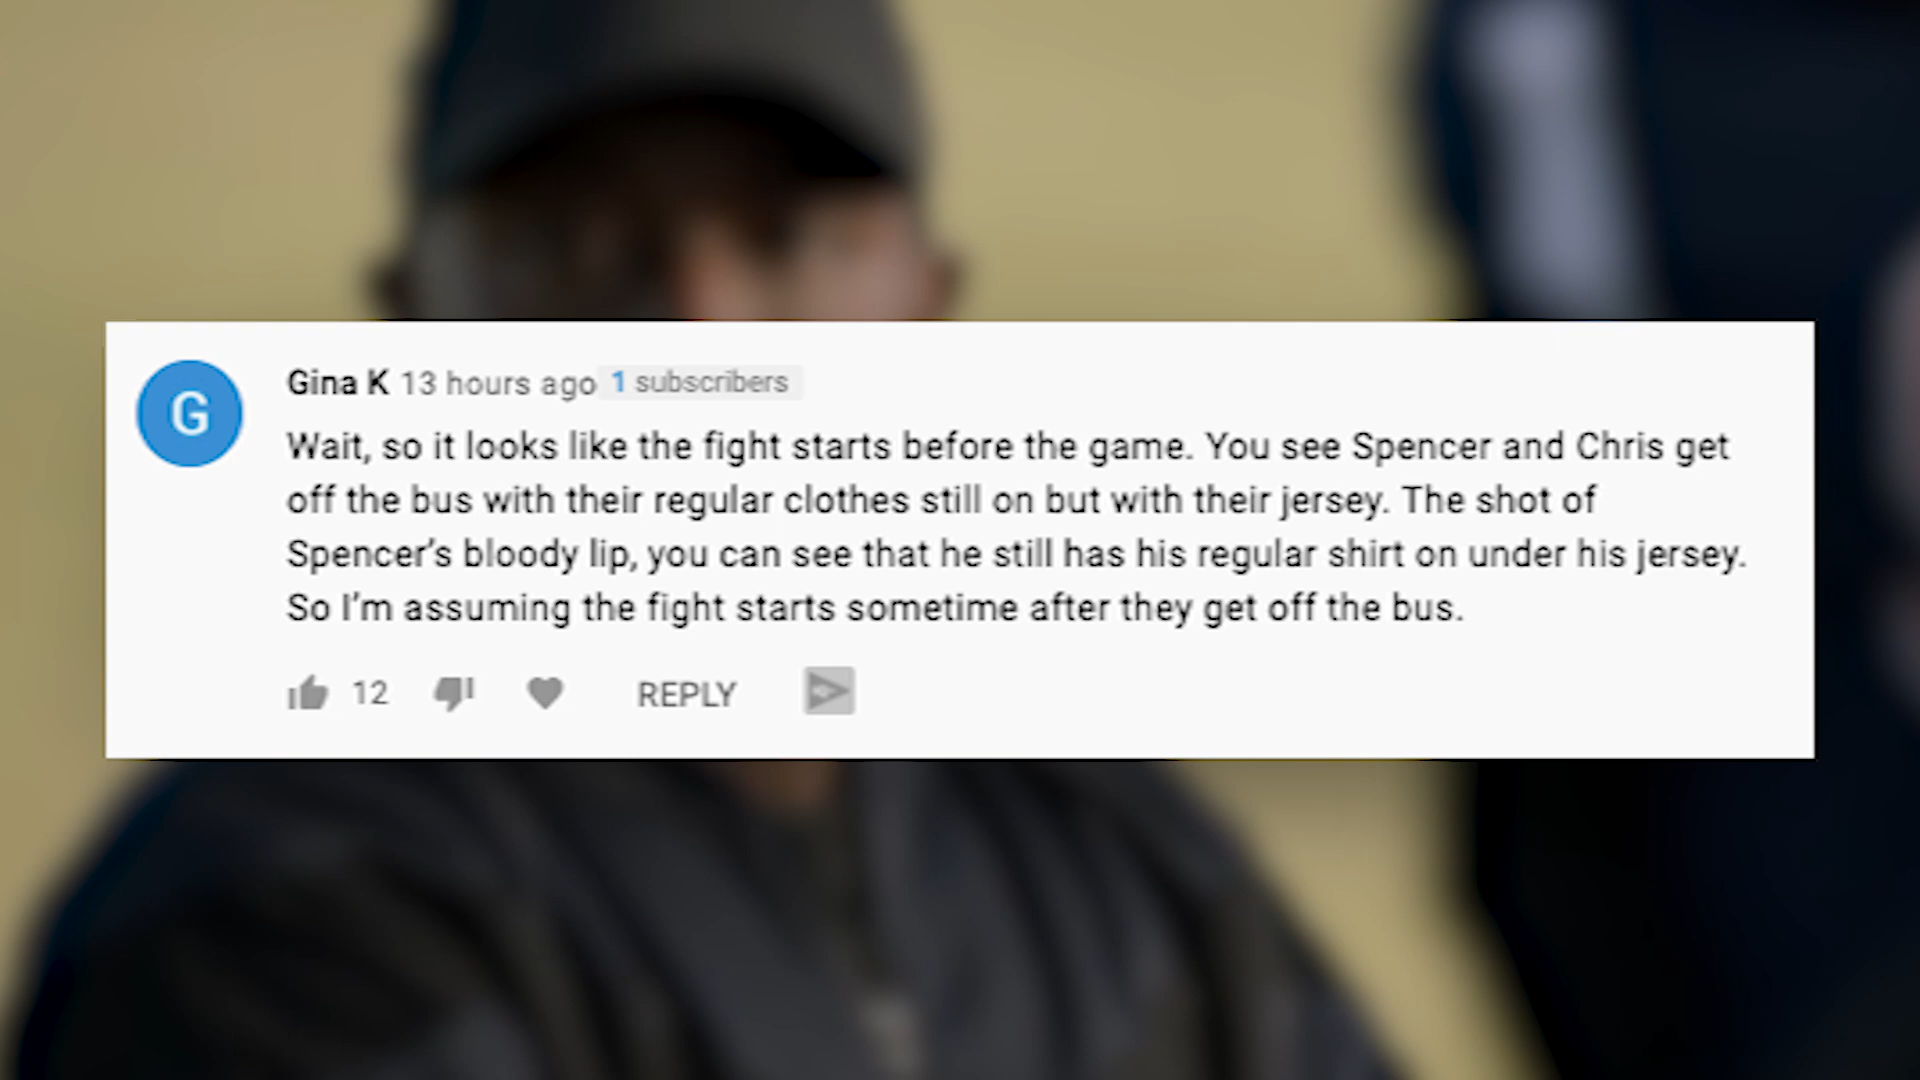 G
Gina K 13 hours ago 1 subscribers
Wait, so it looks like the fight starts before the game. You see Spencer and Chris get
off the bus with their regular clothes still on but with their jersey. The shot of
Spencer’s bloody lip, you can see that he still has his regular shirt on under his jersey.
So I’m assuming the fight starts sometime after they get off the bus.
12 REPLY